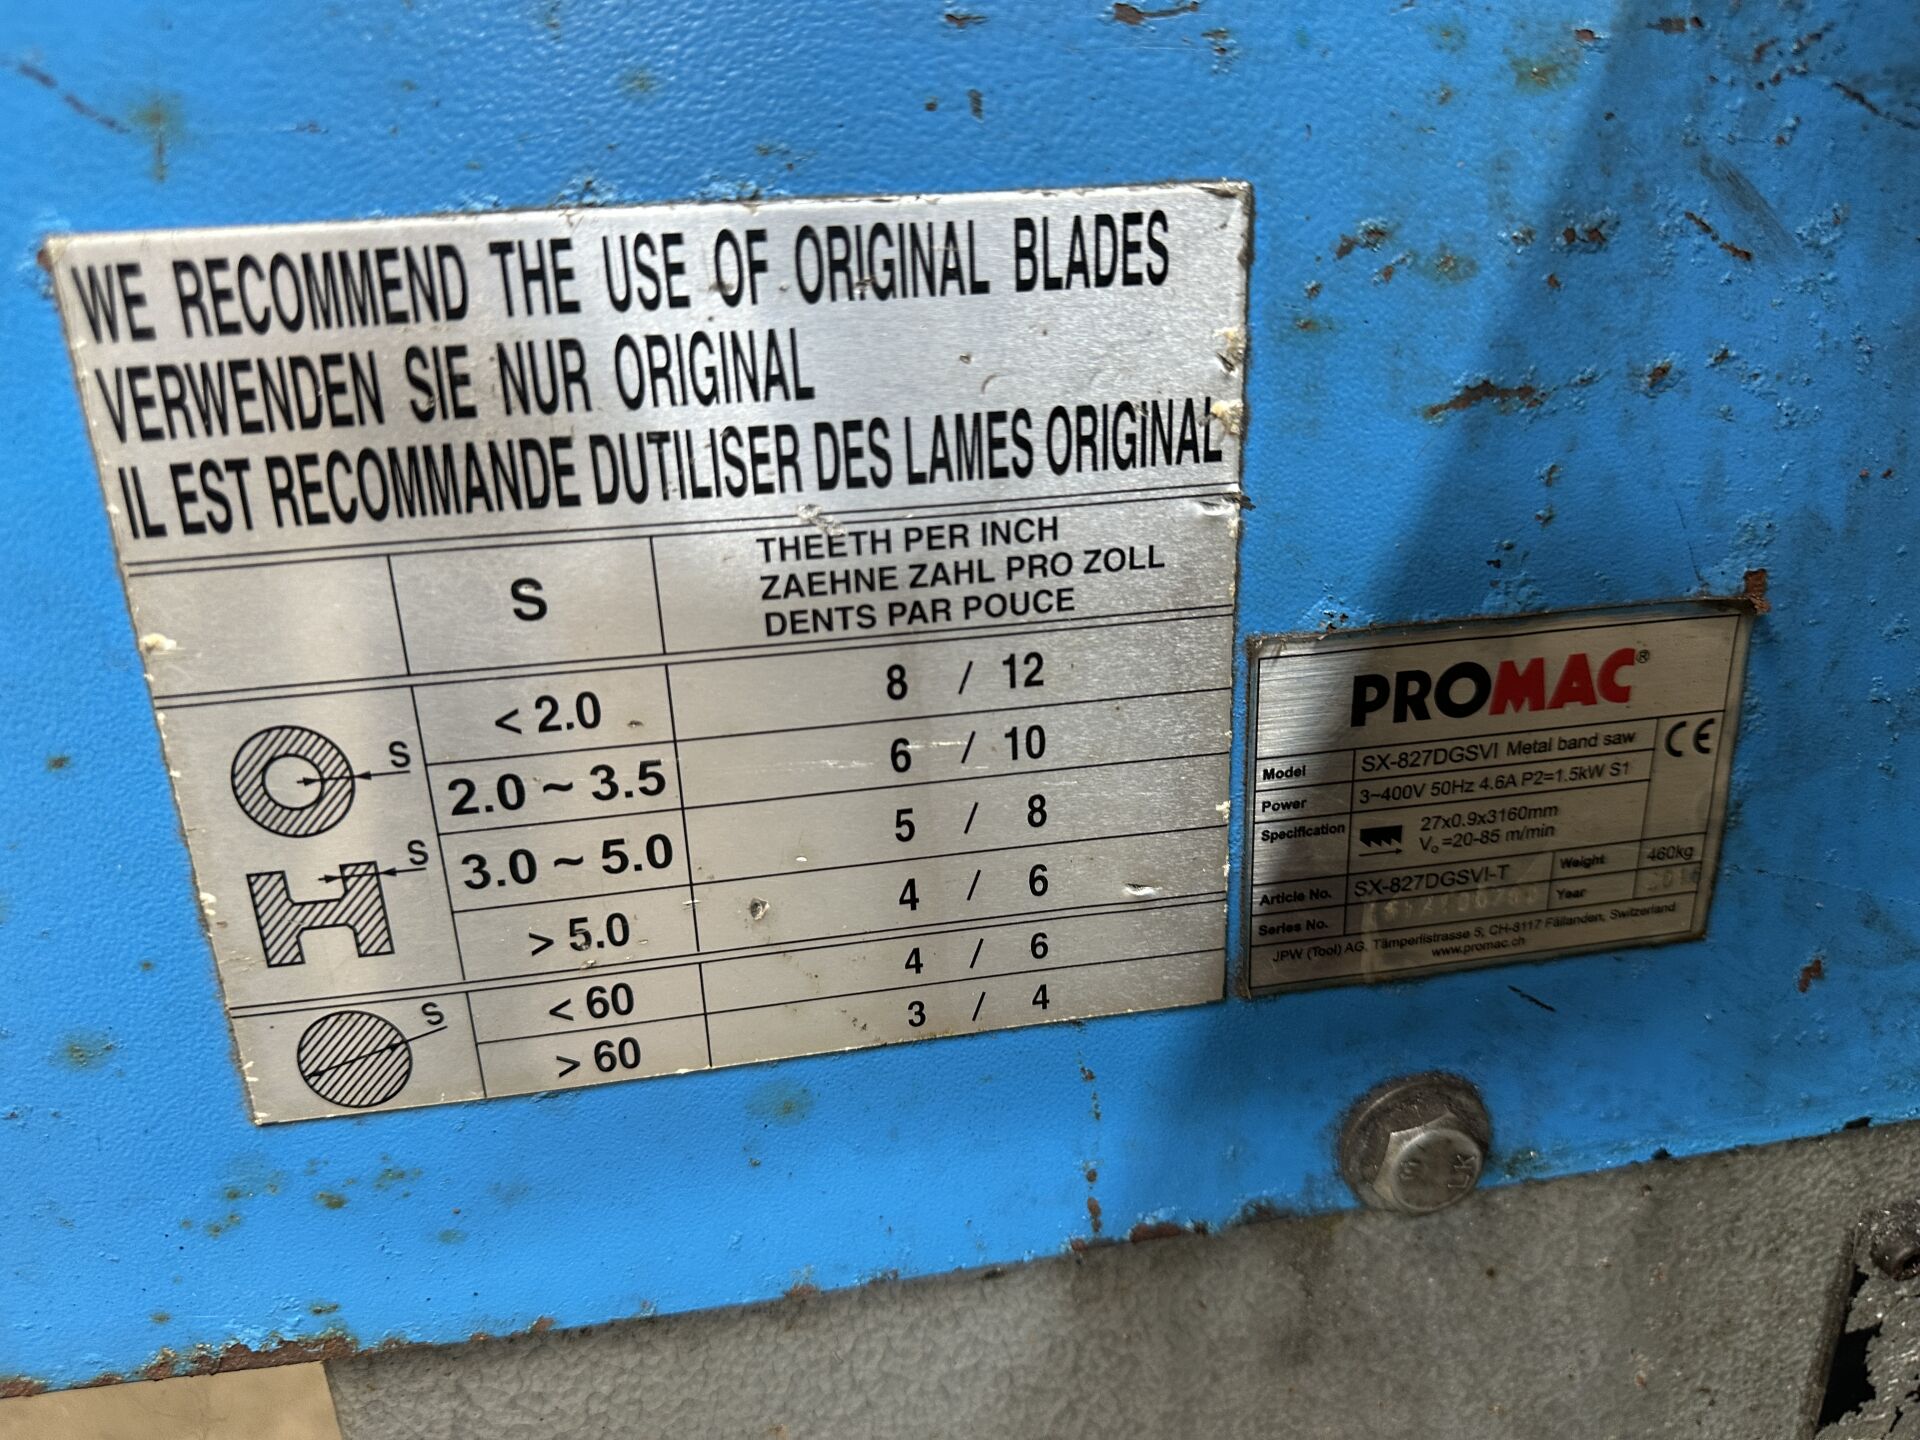 WE RECOMMEND THE USE OF ORIGINAL BLADES
VERWENDEN SIE NUR ORIGINAL
IL EST RECOMMANDE DUTILISER DES LAMES ORIGINAL
S
THEETH PER INCH
ZAEHNE ZAHL PRO ZOLL
DENTS PAR POUCE
< 2.0 8 / 12
S
2.0 ~ 3.5 6 / 10
3.0 ~ 5.0 5 / 8
S
> 5.0 4 / 6
< 60 4 / 6
S
> 60 3 / 4
PROMAC®
Model SX-827DGSVI Metal band saw CE
Power 3~400V 50Hz 4.6A P2=1.5kW S1
Specification 27x0.9x3160mm
Vo=20-85 m/min
Article No. SX-827DGSVI-T Weight 460kg
Series No. Year
JPW (Tool) AG, Tämperlistrasse 5, CH-8117 Fällanden, Switzerland
www.promac.ch